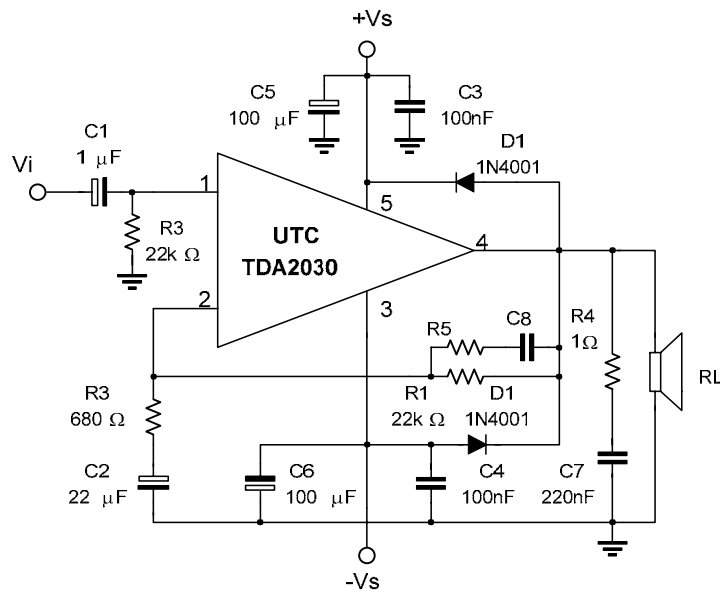 +Vs
C5
100 μF
C3
100nF
C1
1 μF
D1
1N4001
Vi
1
5
R3
22k Ω
UTC
TDA2030
4
2
3
R5
C8
R4
1Ω
RL
R3
680 Ω
R1
22k Ω
D1
1N4001
C2
22 μF
C6
100 μF
C4
100nF
C7
220nF
-Vs